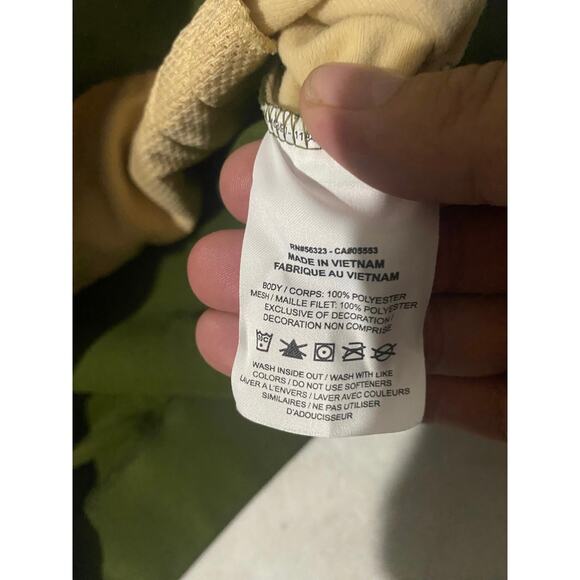 RN#56323 - CA#05553
MADE IN VIETNAM
FABRIQUE AU VIETNAM
BODY / CORPS: 100% POLYESTER
MESH / MAILLE FILET: 100% POLYESTER
EXCLUSIVE OF DECORATION /
DECORATION NON COMPRISE
WASH INSIDE OUT / WASH WITH LIKE
COLORS / DO NOT USE SOFTENERS
LAVER A L'ENVERS / LAVER AVEC COULEURS
SIMILAIRES / NE PAS UTILISER
D'ADOUCISSEUR